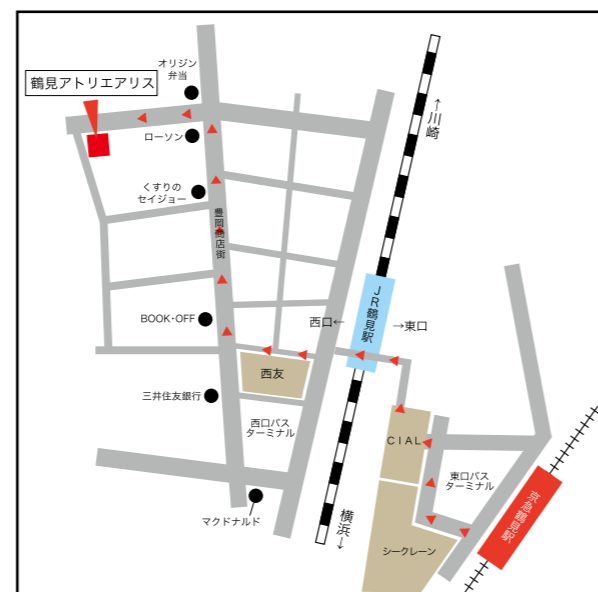 オリジン
弁当
鶴見アトリエアリス
ローソン
←川崎
くすりの
セイジョー
豊岡商店街
JR鶴見駅
西口←
→東口
BOOK・OFF
西友
三井住友銀行
西口バス
ターミナル
CIAL
東口バス
ターミナル
京急鶴見駅
マクドナルド
横浜→
シークレーン